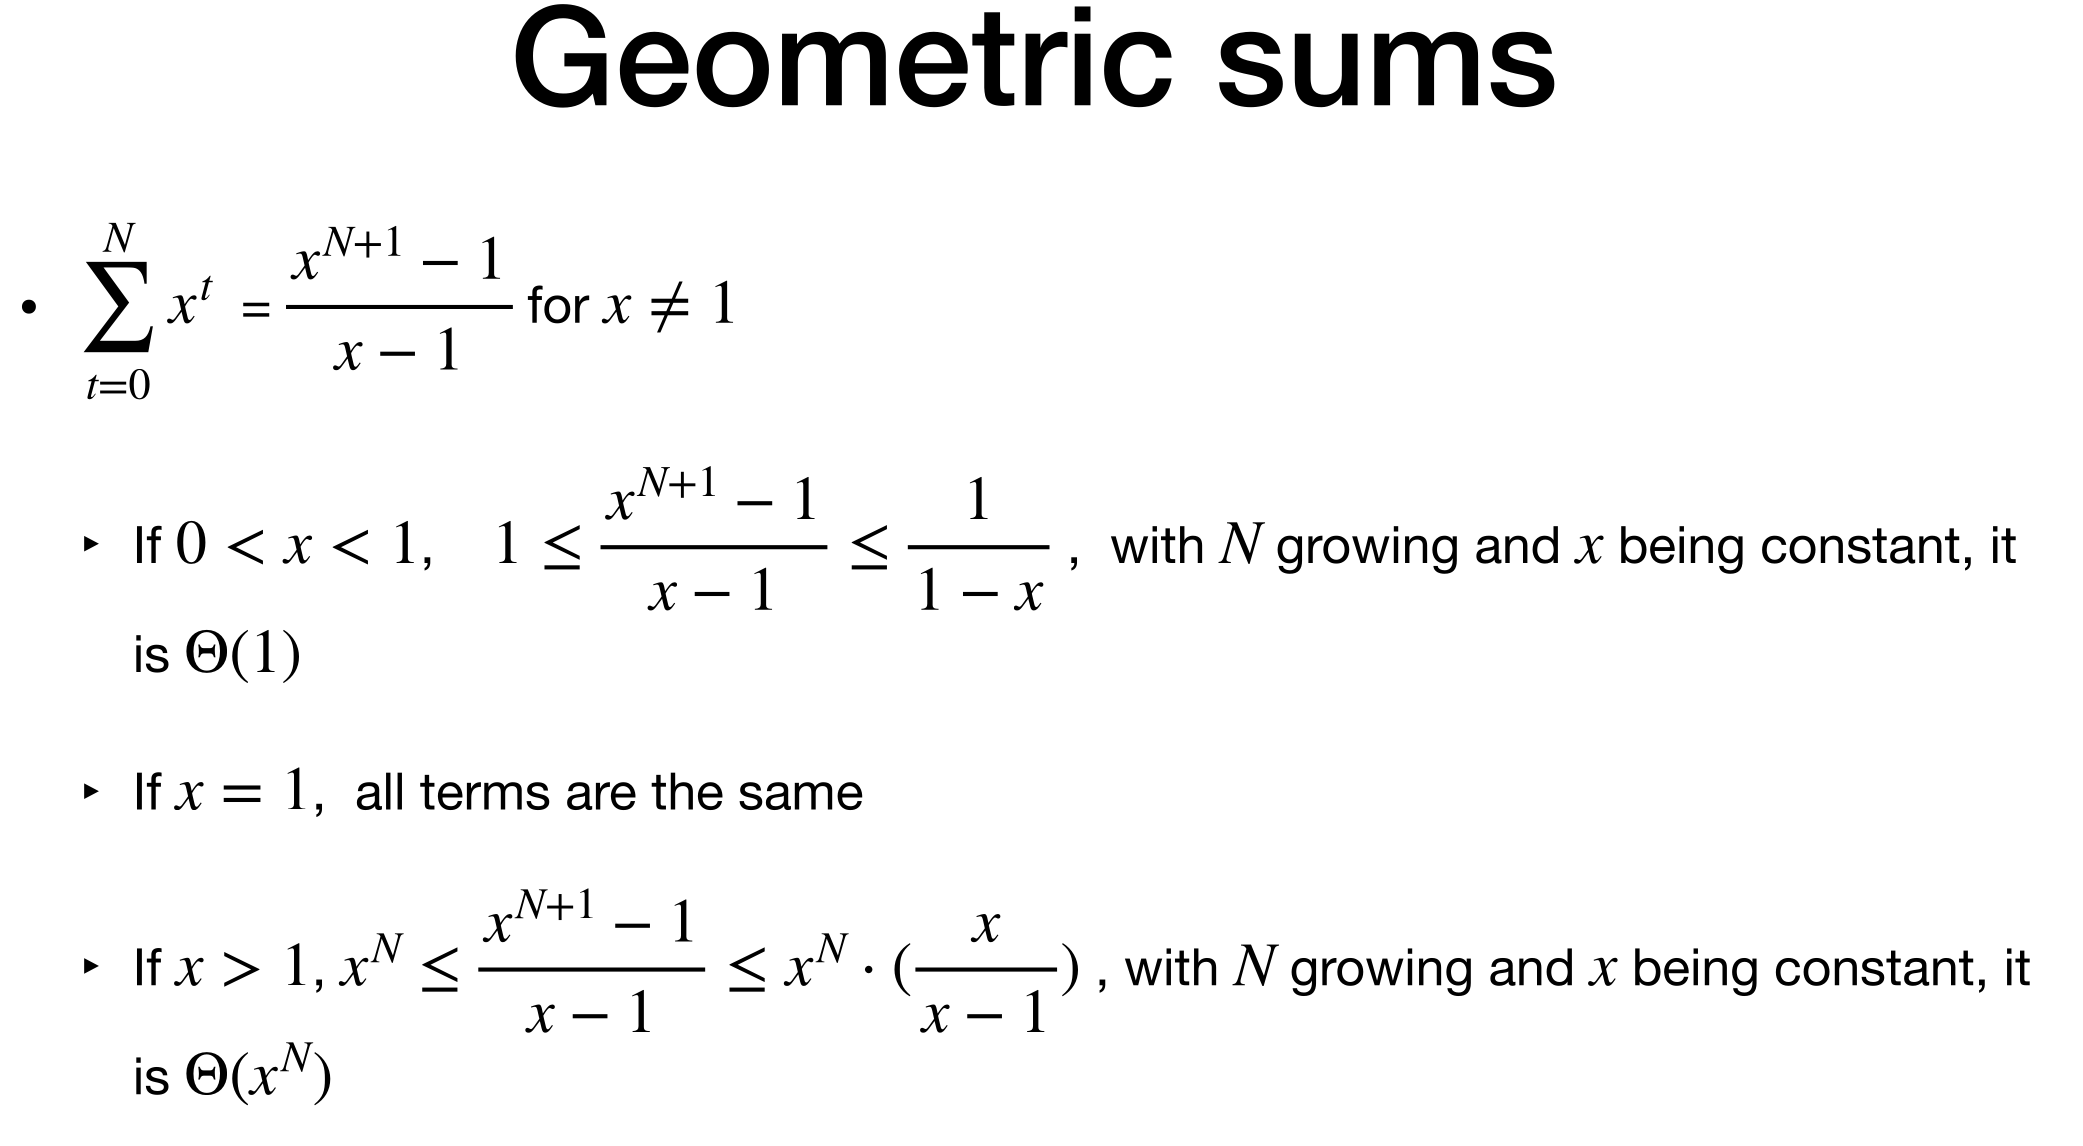 Geometric sums
• $\sum_{t=0}^{N} x^t = \frac{x^{N+1} - 1}{x - 1}$ for $x \neq 1$
‣ If $0 < x < 1$, $1 \leq \frac{x^{N+1} - 1}{x - 1} \leq \frac{1}{1 - x}$ , with $N$ growing and $x$ being constant, it
is $\Theta(1)$
‣ If $x = 1$, all terms are the same
‣ If $x > 1$, $x^N \leq \frac{x^{N+1} - 1}{x - 1} \leq x^N \cdot (\frac{x}{x - 1})$ , with $N$ growing and $x$ being constant, it
is $\Theta(x^N)$